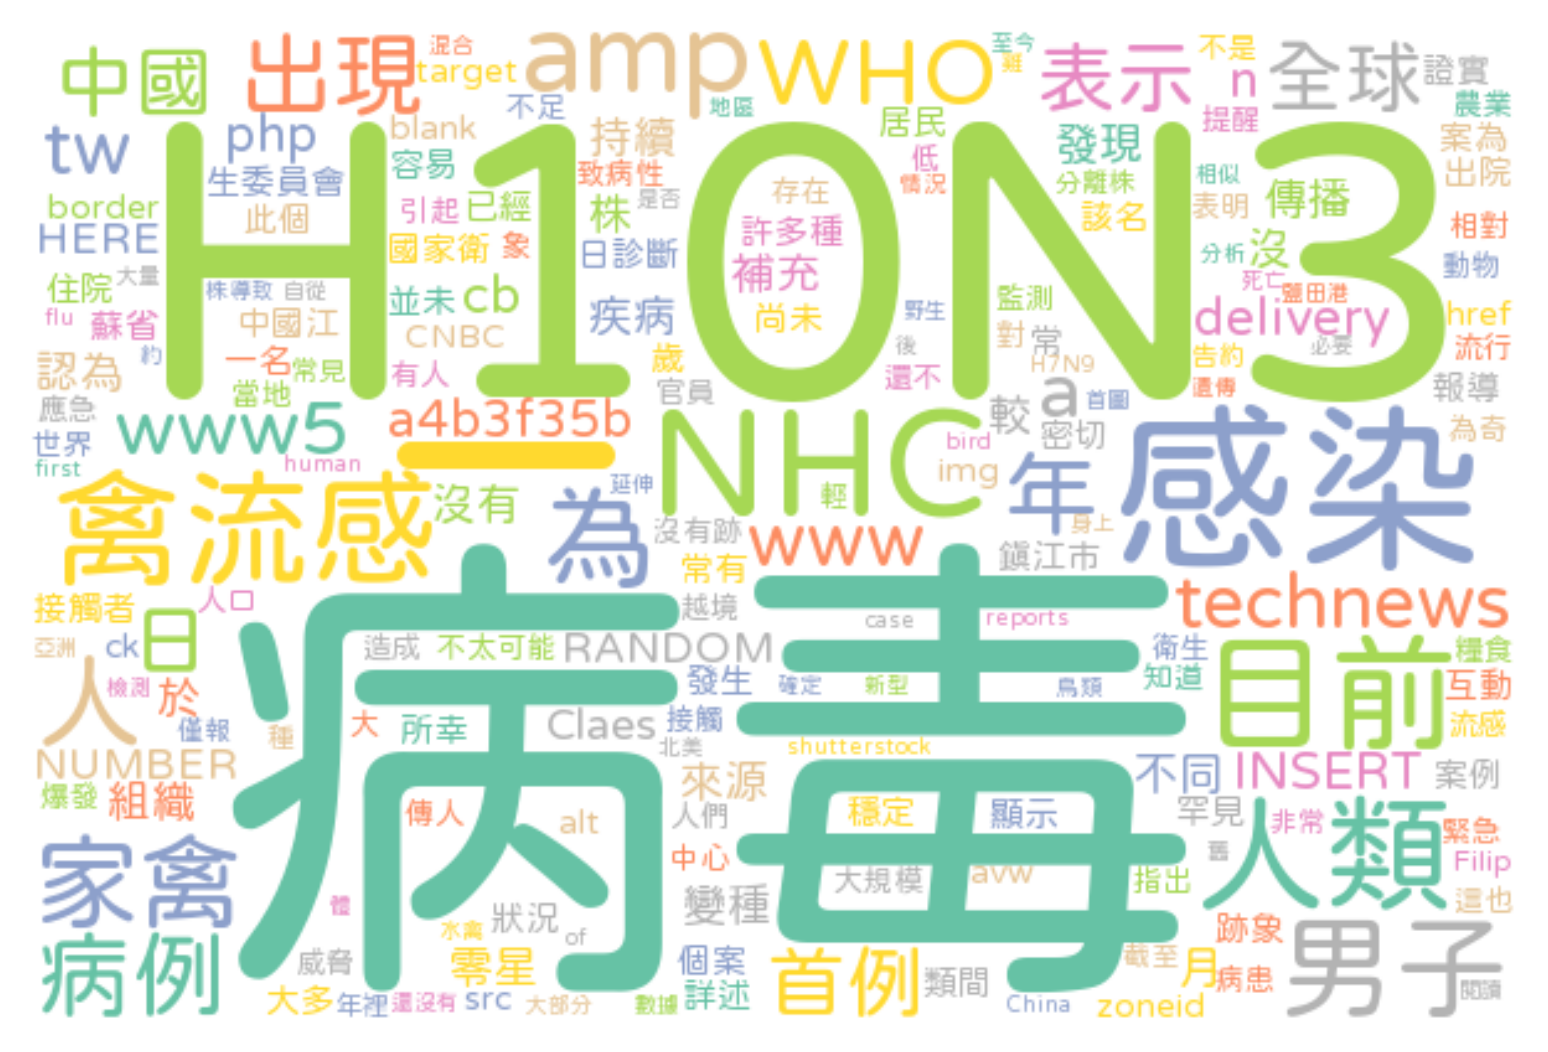 中國 出現 混合 target amp WHO 至今 雞 表示 不是 n 全球 證實
tw php blank 不足 地區 持續 居民 提醒 農業
H10N3
生委員會 容易 致病性 存在 低 情況 發現 分離株 相似 案為 出院
border 此個 引起 已經 株 是否 許多種 該名 表明 傳播 相對
HERE 國家衛 象 日診斷 補充 分析 沒 動物
住院 大量 株導致 自從 並未 cb 疾病 尚未 野生 監測 死亡 鹽田港 delivery href
flu 蘇省 中國江 CNBC 後 對 常 必要 流行
約 認為 一名 常見 有人 歲 還不 H7N9 告約 報導
應急 當地 官員 較 a 首圖 遺傳
世界 www5 a4b3f35b NHC bird 密切 感染 為奇
first human img 年
禽流感 沒有 為 延伸 輕 身上
沒有跡 www 鎮江市
接觸者 人口 常有 technews
病毒
亞洲 ck 日 造成 不太可能 RANDOM 越境 case reports 衛生 目前 糧食
人 檢測 於 發生 確定 新型 鳥類 知道 互動
僅報 種 大 所幸 Claes 接觸 北美 shutterstock 流感
NUMBER 來源 不同 INSERT 案例
爆發 組織 傳人 alt 人們 穩定 顯示 罕見 人類 非常 緊急
家禽 中心 大規模 avw 指出 舊 Filip
體 水禽 狀況 of 變種 跡象 這也
病例 威脅 零星 個案 首例 類間 截至 月 病患 男子
大多 年裡 還沒有 src 大部分 數據 詳述 China zoneid 閱讀